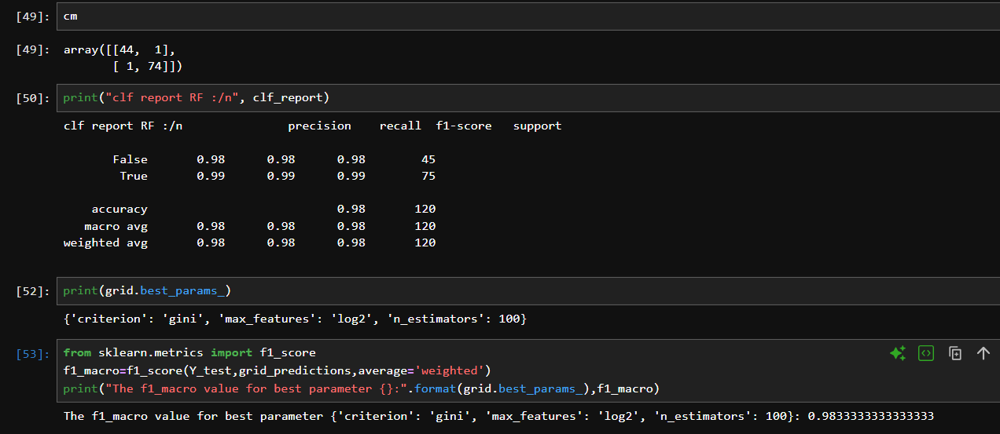 [49]: cm
[49]: array([[44,  1],
       [ 1, 74]])
[50]: print("clf report RF :/n", clf_report)
clf report RF :/n               precision    recall  f1-score   support
       False       0.98      0.98      0.98        45
        True       0.99      0.99      0.99        75
    accuracy                           0.98       120
   macro avg       0.98      0.98      0.98       120
weighted avg       0.98      0.98      0.98       120
[52]: print(grid.best_params_)
{'criterion': 'gini', 'max_features': 'log2', 'n_estimators': 100}
[53]: from sklearn.metrics import f1_score
f1_macro=f1_score(Y_test,grid_predictions,average='weighted')
print("The f1_macro value for best parameter {}:".format(grid.best_params_),f1_macro)
The f1_macro value for best parameter {'criterion': 'gini', 'max_features': 'log2', 'n_estimators': 100}: 0.9833333333333333